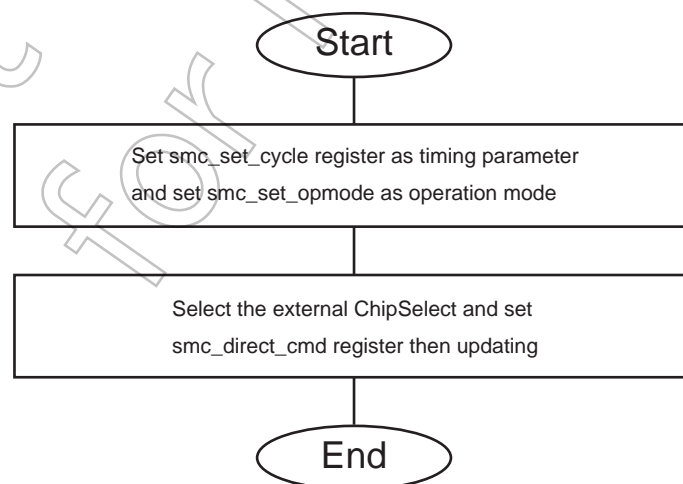 Start
Set smc_set_cycle register as timing parameter
and set smc_set_opmode as operation mode
Select the external ChipSelect and set
smc_direct_cmd register then updating
End
for